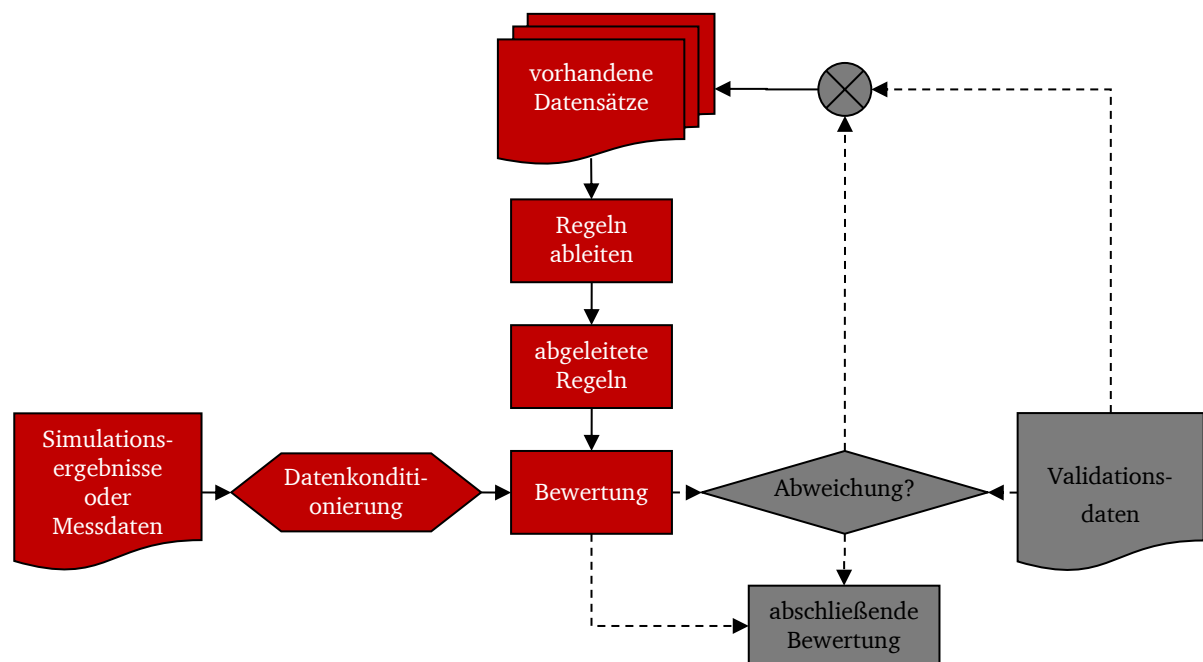 vorhandene
Datensätze
Regeln
ableiten
abgeleitete
Regeln
Simulations-
ergebnisse
oder
Messdaten
Datenkonditi-
onierung
Bewertung
Abweichung?
Validations-
daten
abschließende
Bewertung